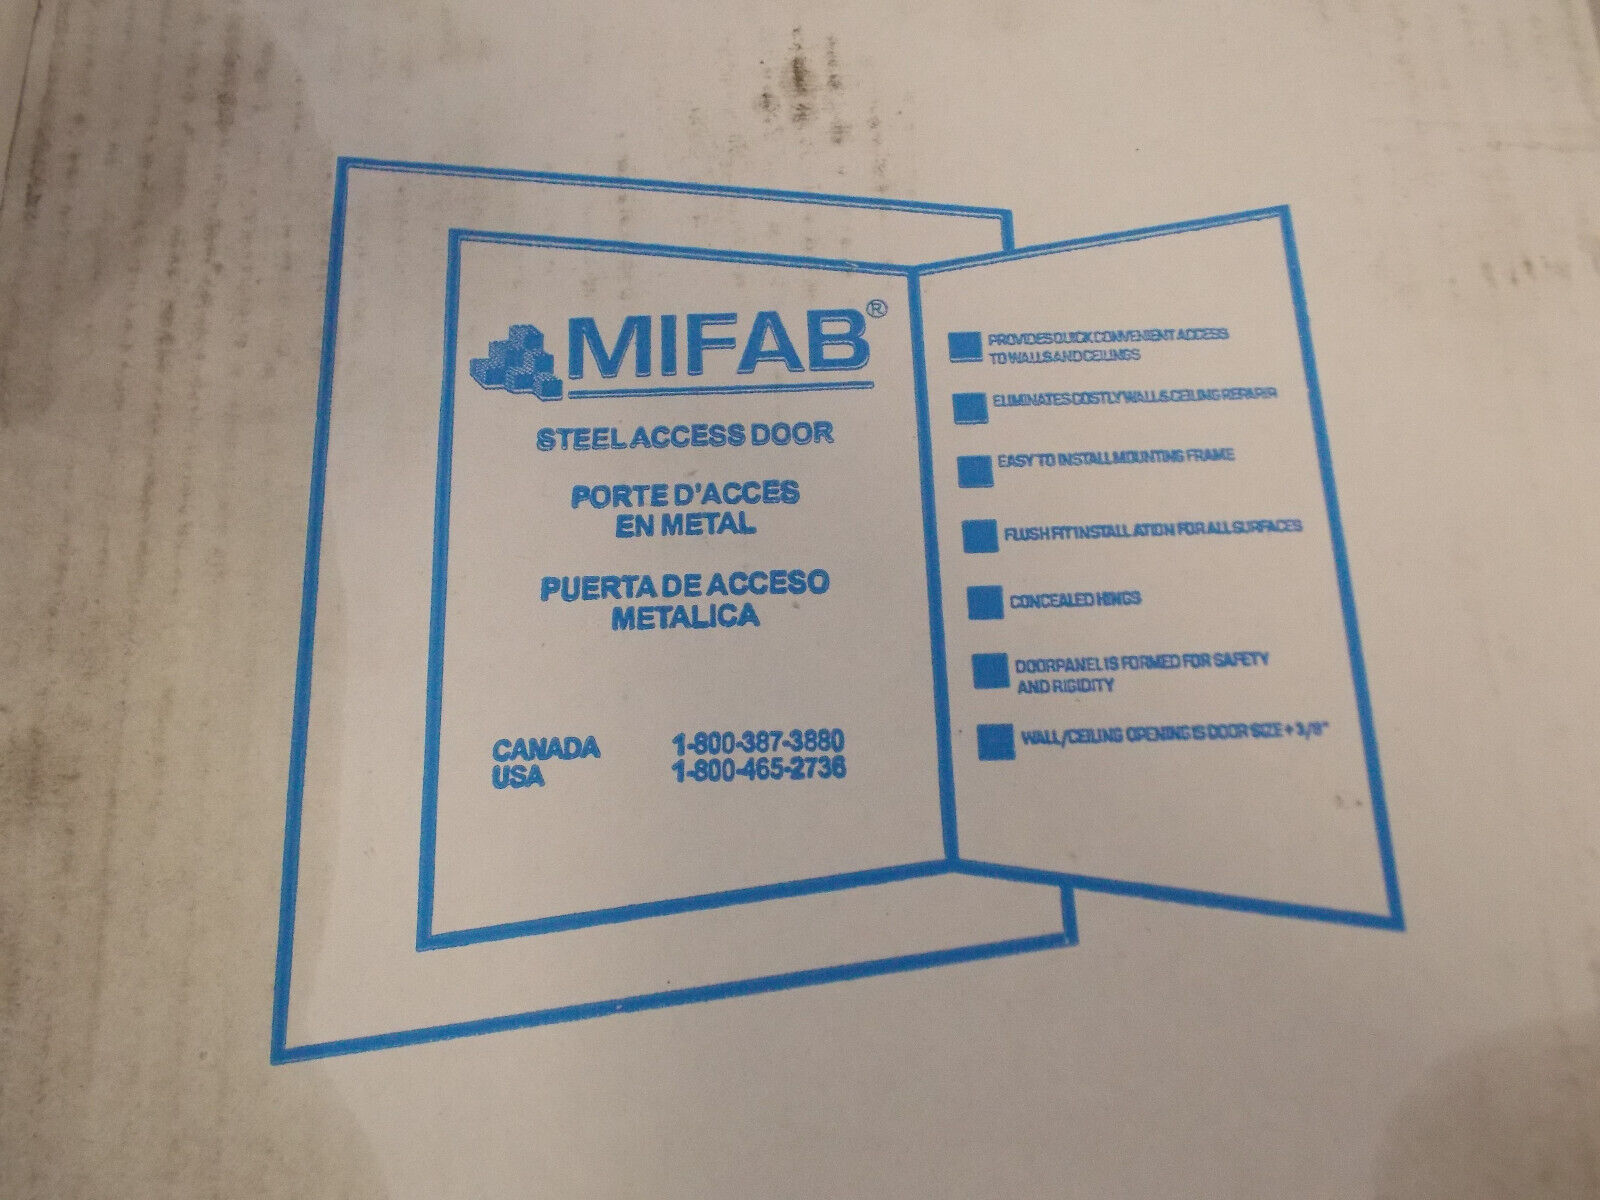 MIFAB®
STEEL ACCESS DOOR
PORTE D'ACCES
EN METAL
PUERTA DE ACCESO
METALICA
CANADA 1-800-387-3880
USA 1-800-465-2736
PROVIDES QUICK CONVENIENT ACCESS
TO WALLS AND CEILINGS
ELIMINATES COSTLY WALL & CEILING REPAPER
EASY TO INSTALL MOUNTING FRAME
FLUSH FIT INSTALLATION FOR ALL SURFACES
CONCEALED HINGS
DOOR PANEL IS FORMED FOR SAFETY
AND RIGIDITY
WALL/CEILING OPENING IS DOOR SIZE + 3/8"